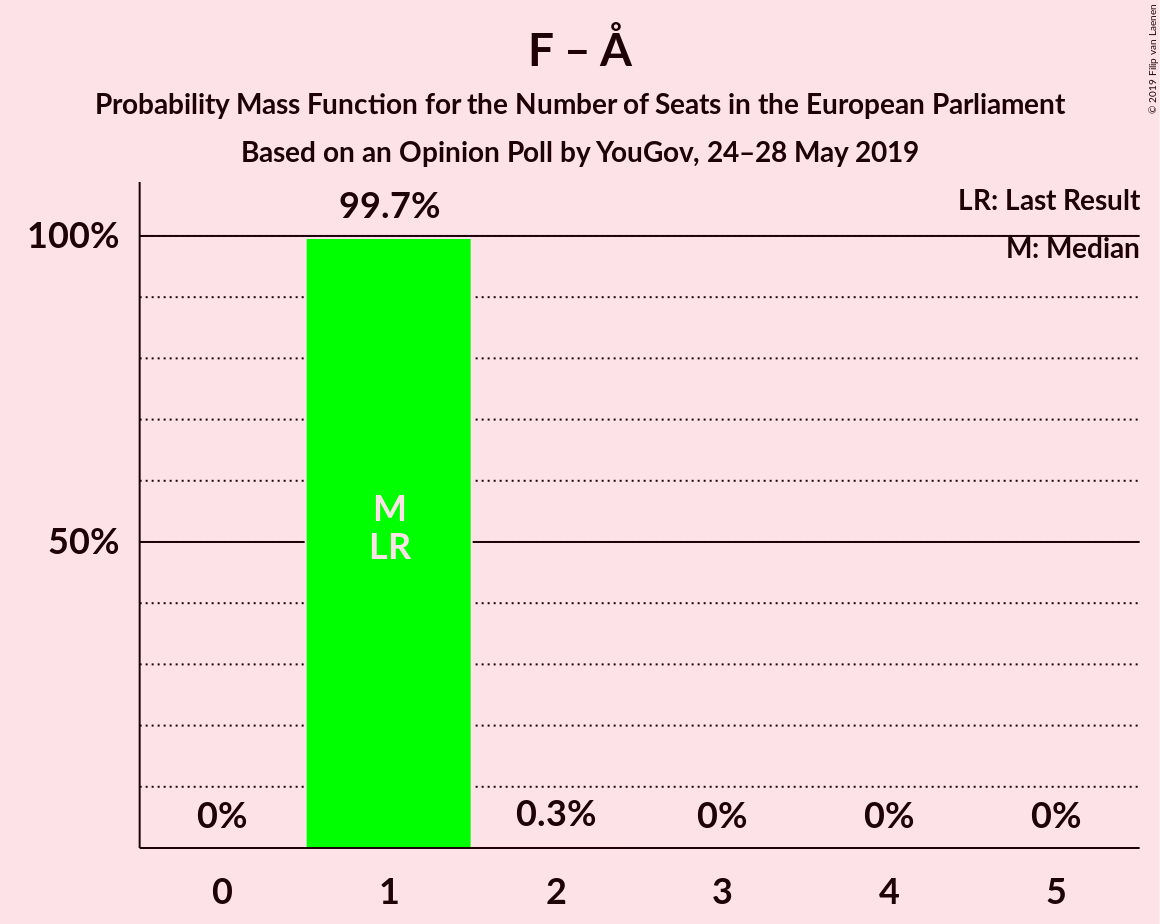 F – Å
Probability Mass Function for the Number of Seats in the European Parliament
Based on an Opinion Poll by YouGov, 24–28 May 2019
© 2019 Filip van Laenen
LR: Last Result
M: Median
99.7%
100%
50%
M
LR
0%
0.3%
0%
0%
0%
0
1
2
3
4
5